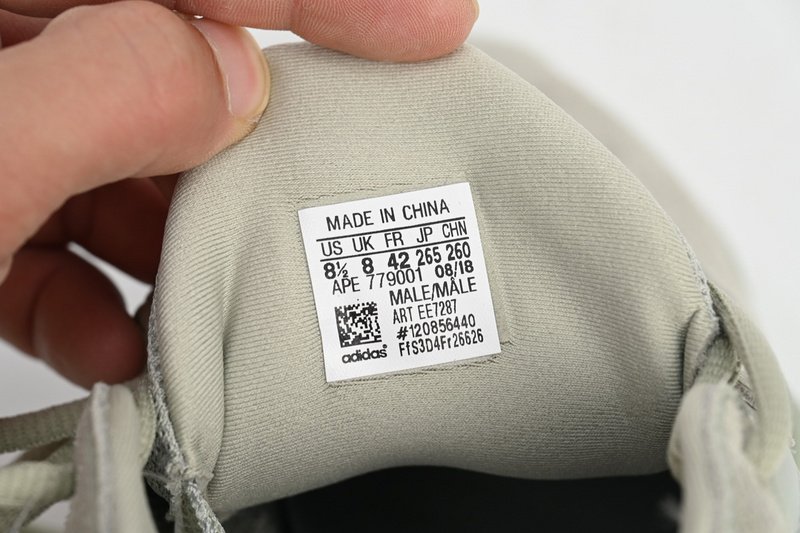 MADE IN CHINA
US UK FR JP CHN
8½ 8 42 265 260
APE 779001 08/18
MALE/MÂLE
ART EE7287
#120856440
FfS3D4Fr26626
adidas®